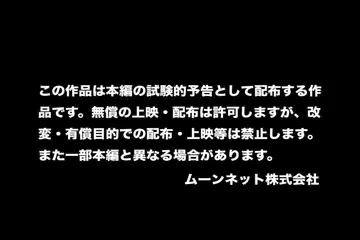 この作品は本編の試験的予告として配布する作
品です。無償の上映・配布は許可しますが、改
変・有償目的での配布・上映等は禁止します。
また一部本編と異なる場合があります。
ムーンネット株式会社